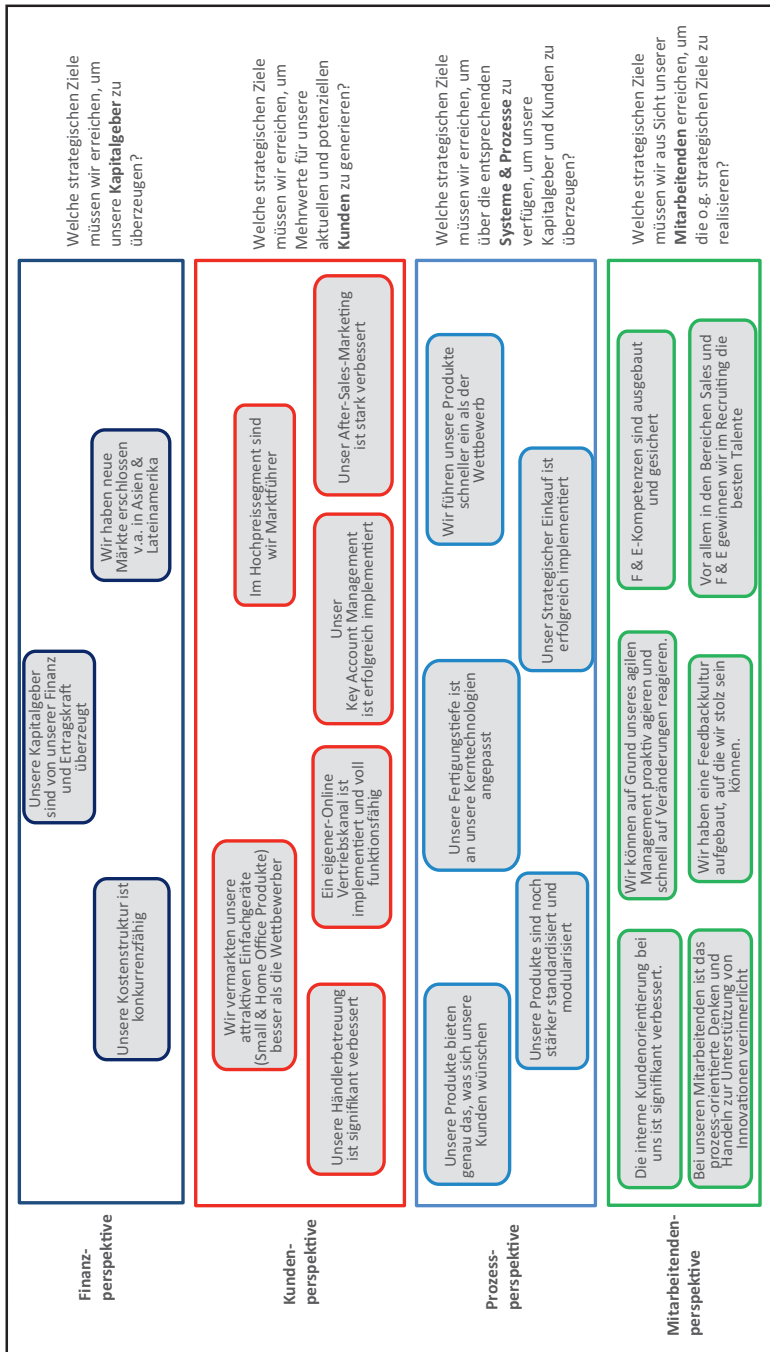 Finanz-
perspektive
Unsere Kostenstruktur ist
konkurrenzfähig
Unsere Kapitalgeber
sind von unserer Finanz
und Ertragskraft
überzeugt
Wir haben neue
Märkte erschlossen
v.a. in Asien &
Lateinamerika
Welche strategischen Ziele
müssen wir erreichen, um
unsere Kapitalgeber zu
überzeugen?
Kunden-
perspektive
Wir vermarkten unsere
attraktiven Einfachgeräte
(Small & Home Office Produkte)
besser als die Wettbewerber
Im Hochpreissegment sind
wir Marktführer
Unsere Händlerbetreuung
ist signifikant verbessert
Ein eigener-Online
Vertriebskanal ist
implementiert und voll
funktionsfähig
Unser
Key Account Management
ist erfolgreich implementiert
Unser After-Sales-Marketing
ist stark verbessert
Welche strategischen Ziele
müssen wir erreichen, um
Mehrwerte für unsere
aktuellen und potenziellen
Kunden zu generieren?
Prozess-
perspektive
Unsere Produkte bieten
genau das, was sich unsere
Kunden wünschen
Unsere Fertigungstiefe ist
an unsere Kerntechnologien
angepasst
Wir führen unsere Produkte
schneller ein als der
Wettbewerb
Unsere Produkte sind noch
stärker standardisiert und
modularisiert
Unser Strategischer Einkauf ist
erfolgreich implementiert
Welche strategischen Ziele
müssen wir erreichen, um
über die entsprechenden
Systeme & Prozesse zu
verfügen, um unsere
Kapitalgeber und Kunden zu
überzeugen?
Mitarbeitenden-
perspektive
Die interne Kundenorientierung bei
uns ist signifikant verbessert.
Wir können auf Grund unseres agilen
Management proaktiv agieren und
schnell auf Veränderungen reagieren.
F & E-Kompetenzen sind ausgebaut
und gesichert
Bei unseren Mitarbeitenden ist das
prozess-orientierte Denken und
Handeln zur Unterstützung von
Innovationen verinnerlicht
Wir haben eine Feedbackkultur
aufgebaut, auf die wir stolz sein
können.
Vor allem in den Bereichen Sales und
F & E gewinnen wir im Recruiting die
besten Talente
Welche strategischen Ziele
müssen wir aus Sicht unserer
Mitarbeitenden erreichen, um
die o.g. strategischen Ziele zu
realisieren?